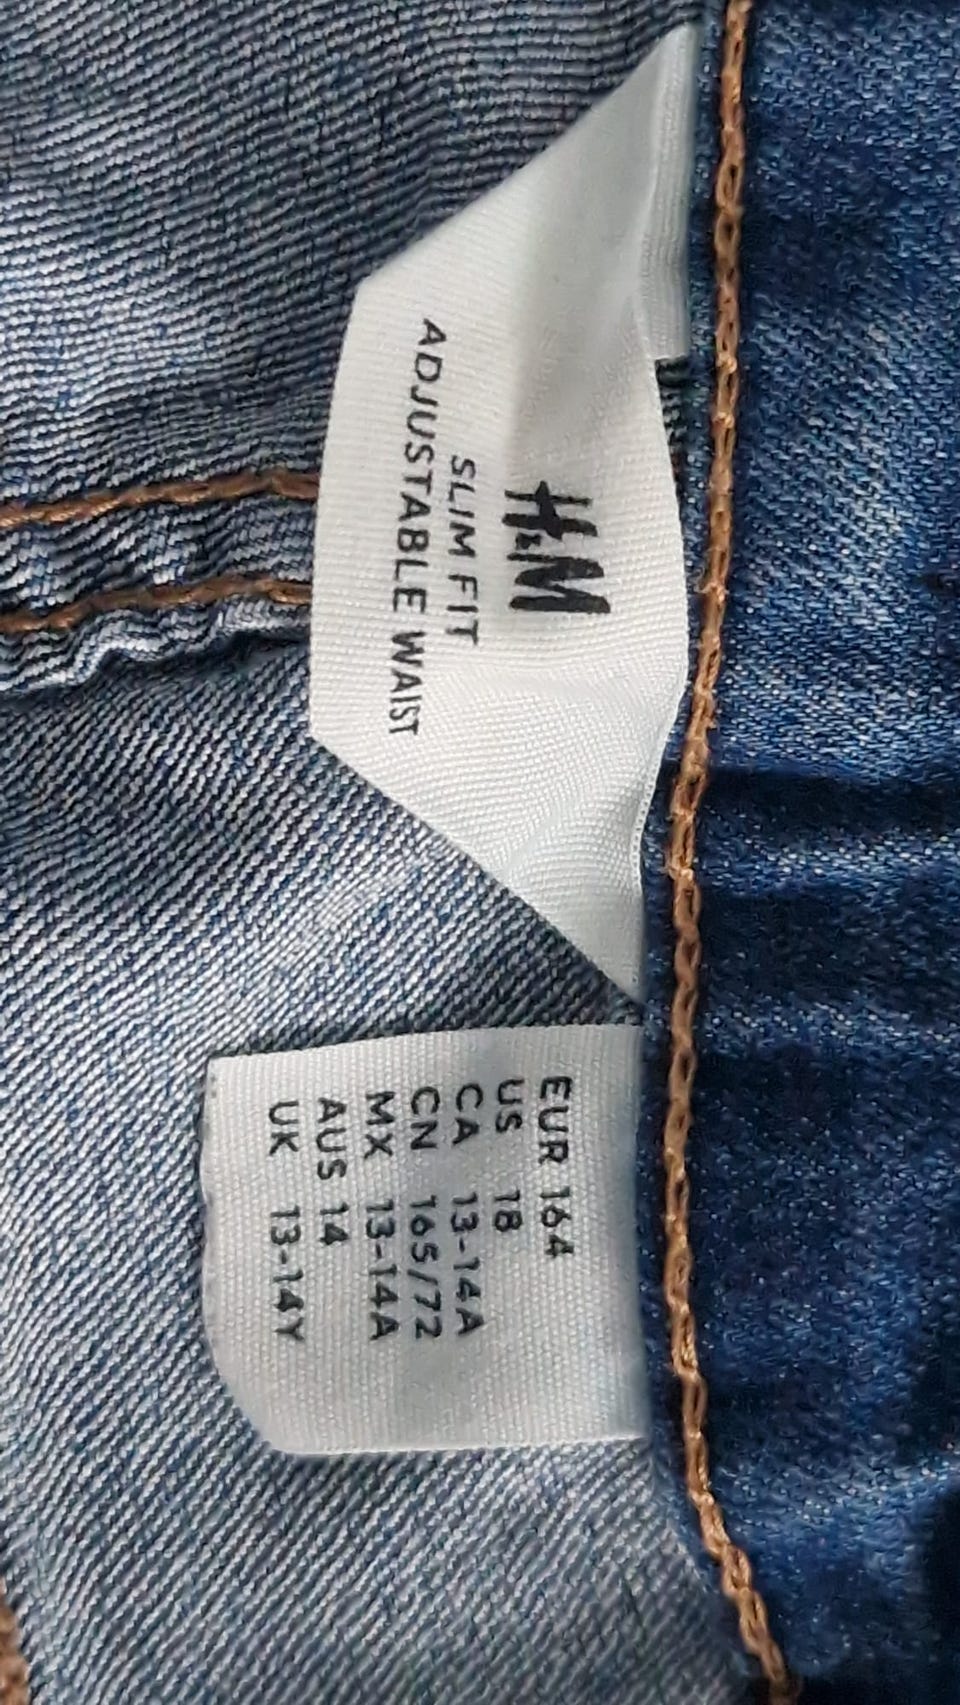 H&M
SLIM FIT
ADJUSTABLE WAIST
EUR 164
US 18
CA 13-14A
CN 165/72
MX 13-14A
AUS 14
UK 13-14Y